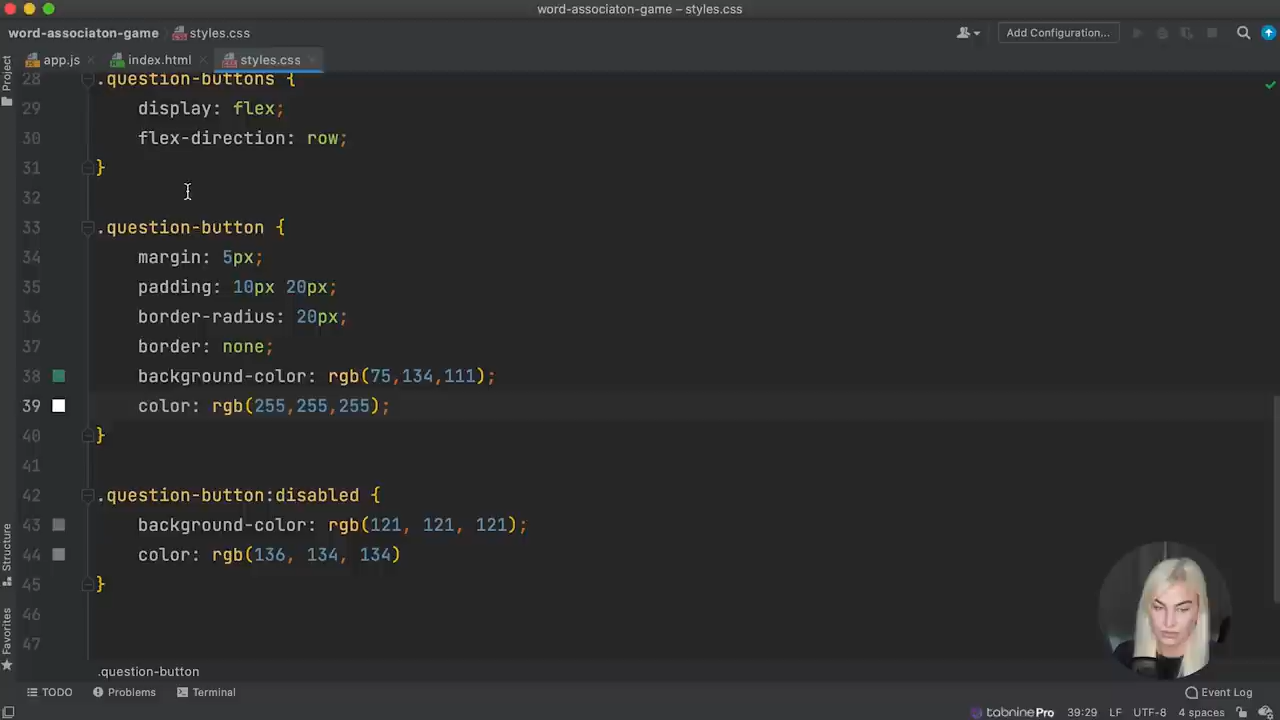 word-associaton-game – styles.css
word-associaton-game
styles.css
Add Configuration...
Project
app.js
index.html
styles.css
28 .question-buttons {
29 display: flex;
30 flex-direction: row;
31 }
32
33 .question-button {
34 margin: 5px;
35 padding: 10px 20px;
36 border-radius: 20px;
37 border: none;
38 background-color: rgb(75,134,111);
39 color: rgb(255,255,255);
40 }
41
42 .question-button:disabled {
43 background-color: rgb(121, 121, 121);
44 color: rgb(136, 134, 134)
45 }
46
47
Structure
Favorites
.question-button
TODO
Problems
Terminal
Event Log
tabnine Pro
39:29
LF
UTF-8
4 spaces